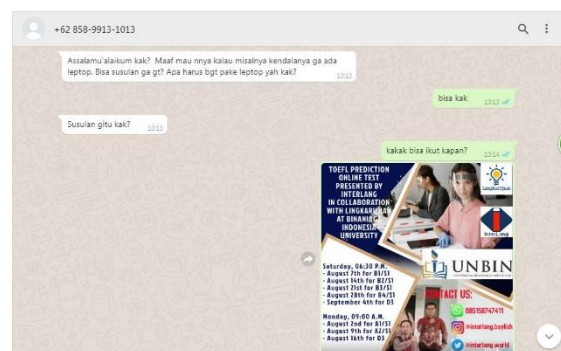 +62 858-9913-1013
Assalamu'alaikum kak? Maaf mau nnya kalau misalnya kendalanya ga ada
leptop. Bisa susulan ga gt? Apa harus bgt pake leptop yah kak?
10:13
bisa kak
10:13
Susulan gitu kak?
10:13
kakak bisa ikut kapan?
10:14
TOEFL PREDICTION
ONLINE TEST
PRESENTED BY
INTERLANG
IN COLLABORATION
WITH
AT BINANIAGA
INDONESIA
UNIVERSITY
InterLang
UNBIN
Saturday, 06:30 P.M.
- August 7th for B1/S1
- August 14th for B2/S1
- August 21st for B3/S1
- August 28th for B4/S1
- September 4th for D3
Monday, 09:00 A.M.
- August 2nd for A1/S1
- August 9th for A2/S1
- August 16th for D3
CONTACT US:
085158747411